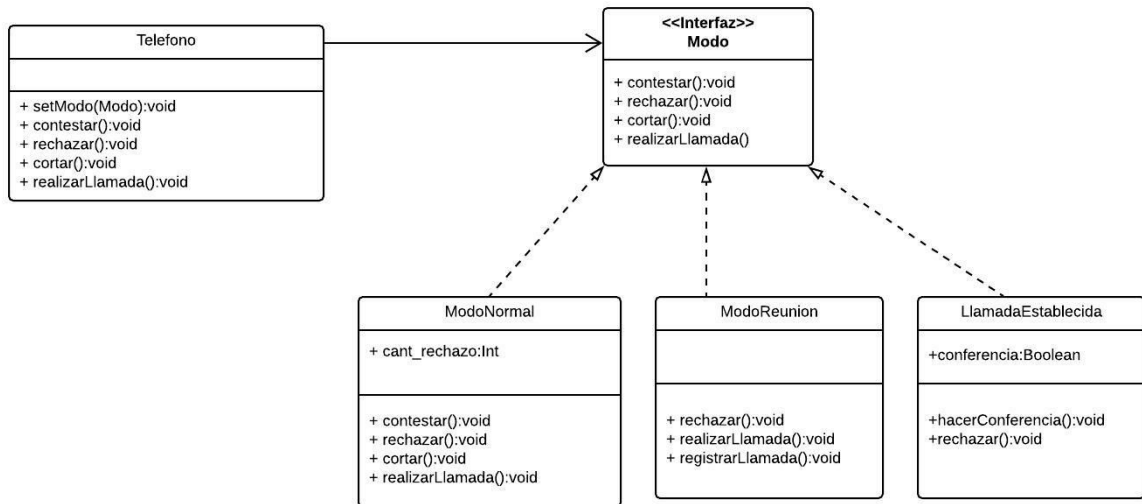 Telefono
+ setModo(Modo):void
+ contestar():void
+ rechazar():void
+ cortar():void
+ realizarLlamada():void
<<Interfaz>>
Modo
+ contestar():void
+ rechazar():void
+ cortar():void
+ realizarLlamada()
ModoNormal
+ cant_rechazo:Int
+ contestar():void
+ rechazar():void
+ cortar():void
+ realizarLlamada():void
ModoReunion
+ rechazar():void
+ realizarLlamada():void
+ registrarLlamada():void
LlamadaEstablecida
+conferencia:Boolean
+hacerConferencia():void
+rechazar():void